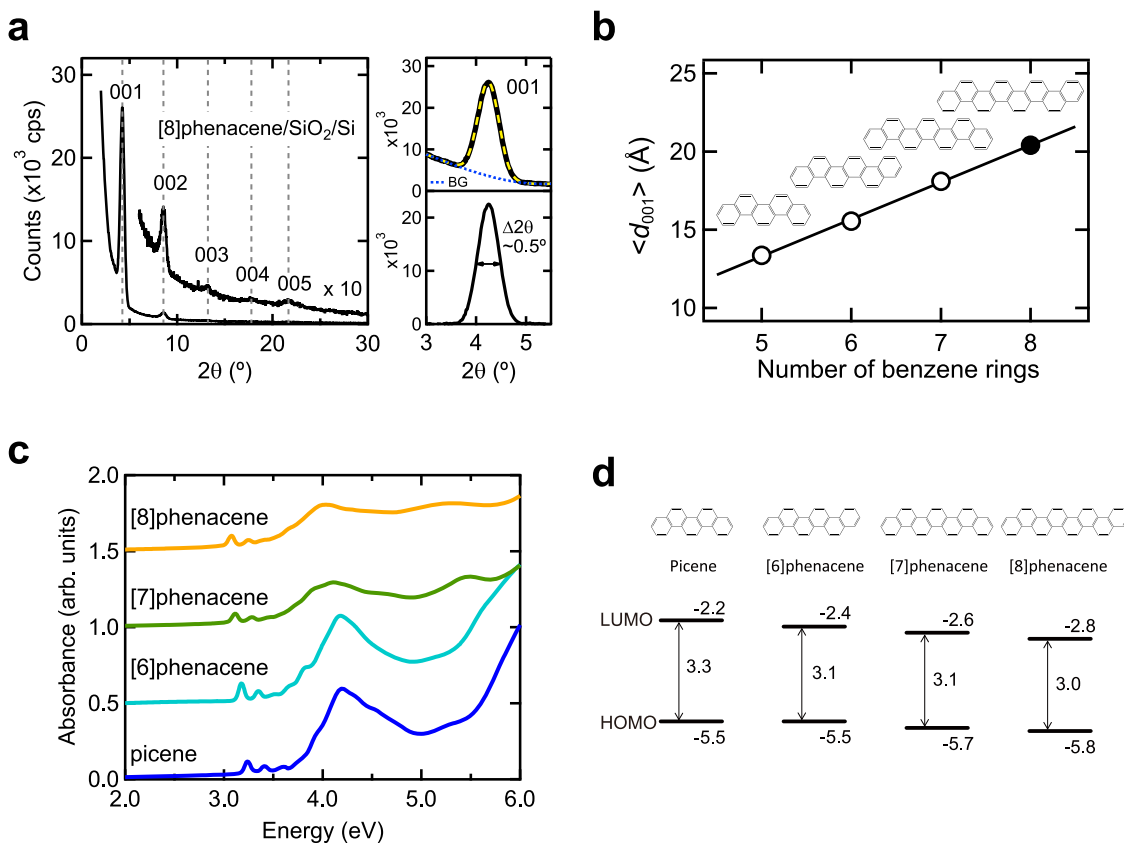 a
Counts (x10³ cps)
30
20
10
0
001
[8]phenacene/SiO₂/Si
002
003
004
005
x 10
0
10
20
30
2θ (º)
x10³
30
20
10
0
001
BG
x10³
20
10
0
Δ2θ
~0.5º
3
4
5
2θ (º)
b
<d₀₀₁> (Å)
25
20
15
10
5
6
7
8
Number of benzene rings
c
Absorbance (arb. units)
2.0
1.5
1.0
0.5
0.0
[8]phenacene
[7]phenacene
[6]phenacene
picene
2.0
3.0
4.0
5.0
6.0
Energy (eV)
d
Picene
[6]phenacene
[7]phenacene
[8]phenacene
LUMO
-2.2
-2.4
-2.6
-2.8
3.3
3.1
3.1
3.0
HOMO
-5.5
-5.5
-5.7
-5.8